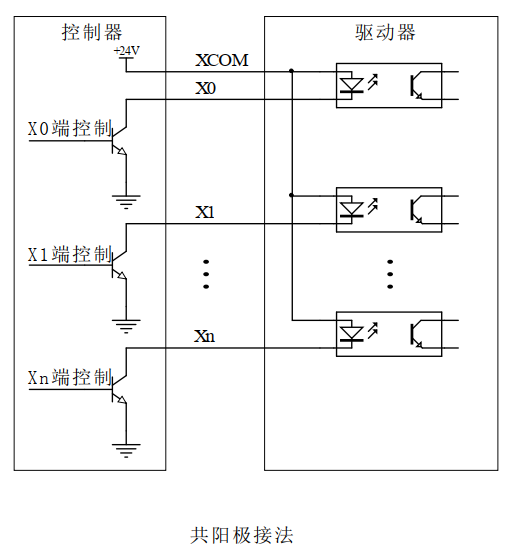 控制器
驱动器
+24V
XCOM
X0
X0端控制
X1
X1端控制
Xn
Xn端控制
共阳极接法